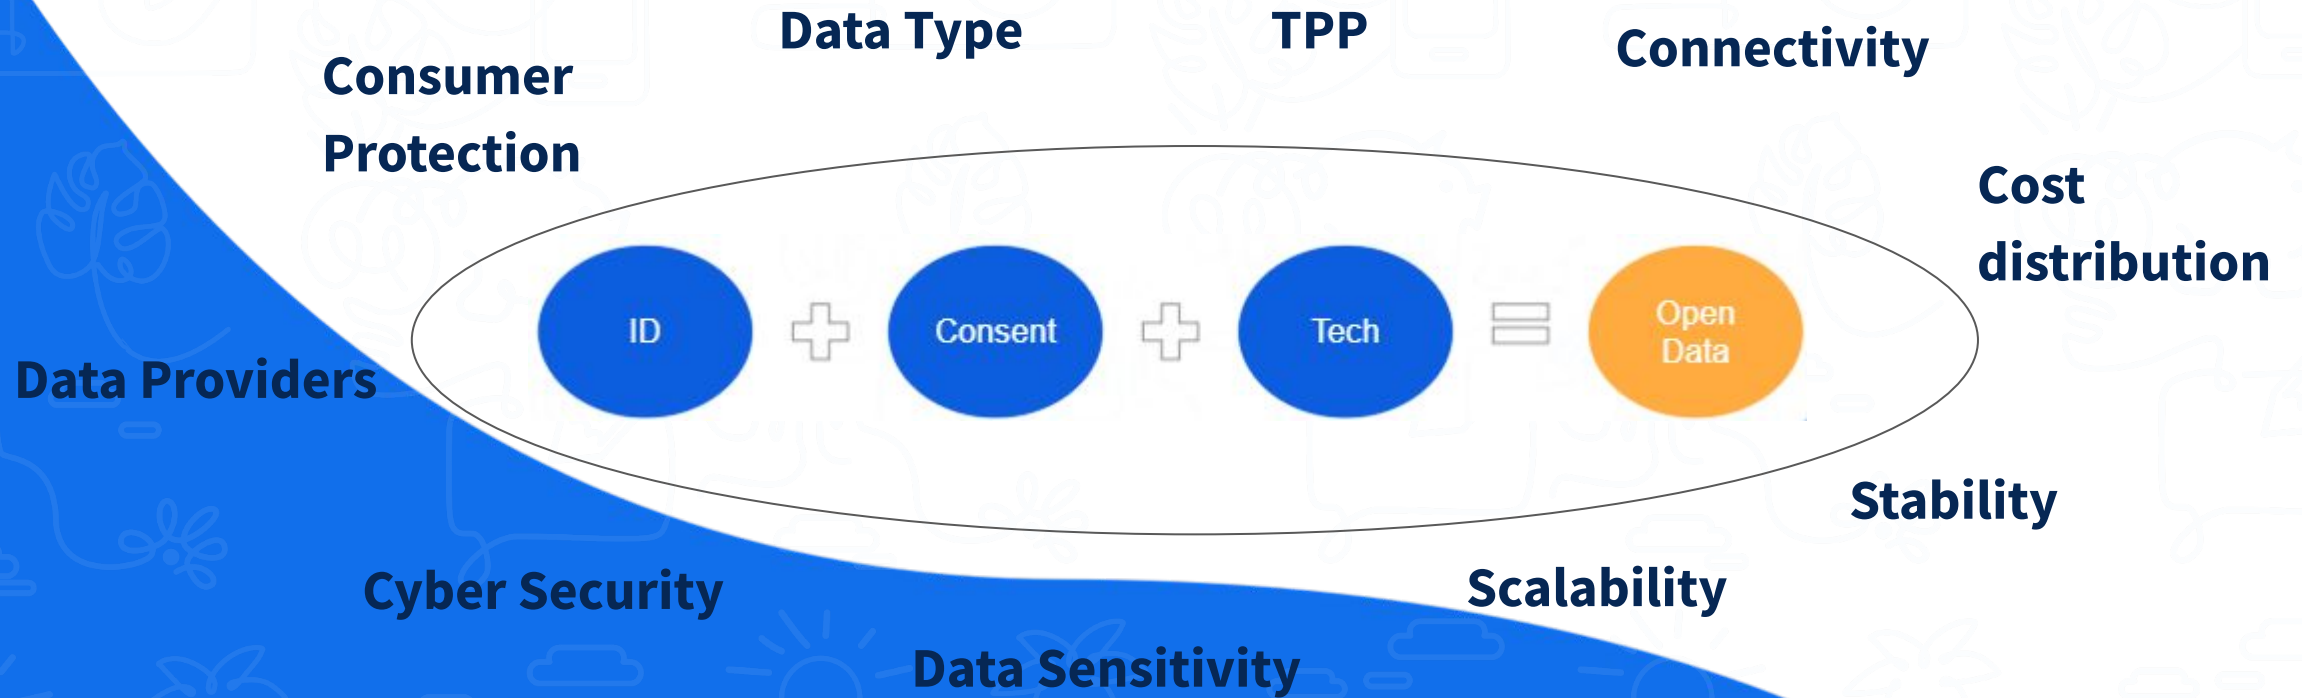 Data Type
TPP
Connectivity
Consumer
Protection
Cost
distribution
ID
Consent
Tech
Open
Data
Data Providers
Stability
Cyber Security
Scalability
Data Sensitivity